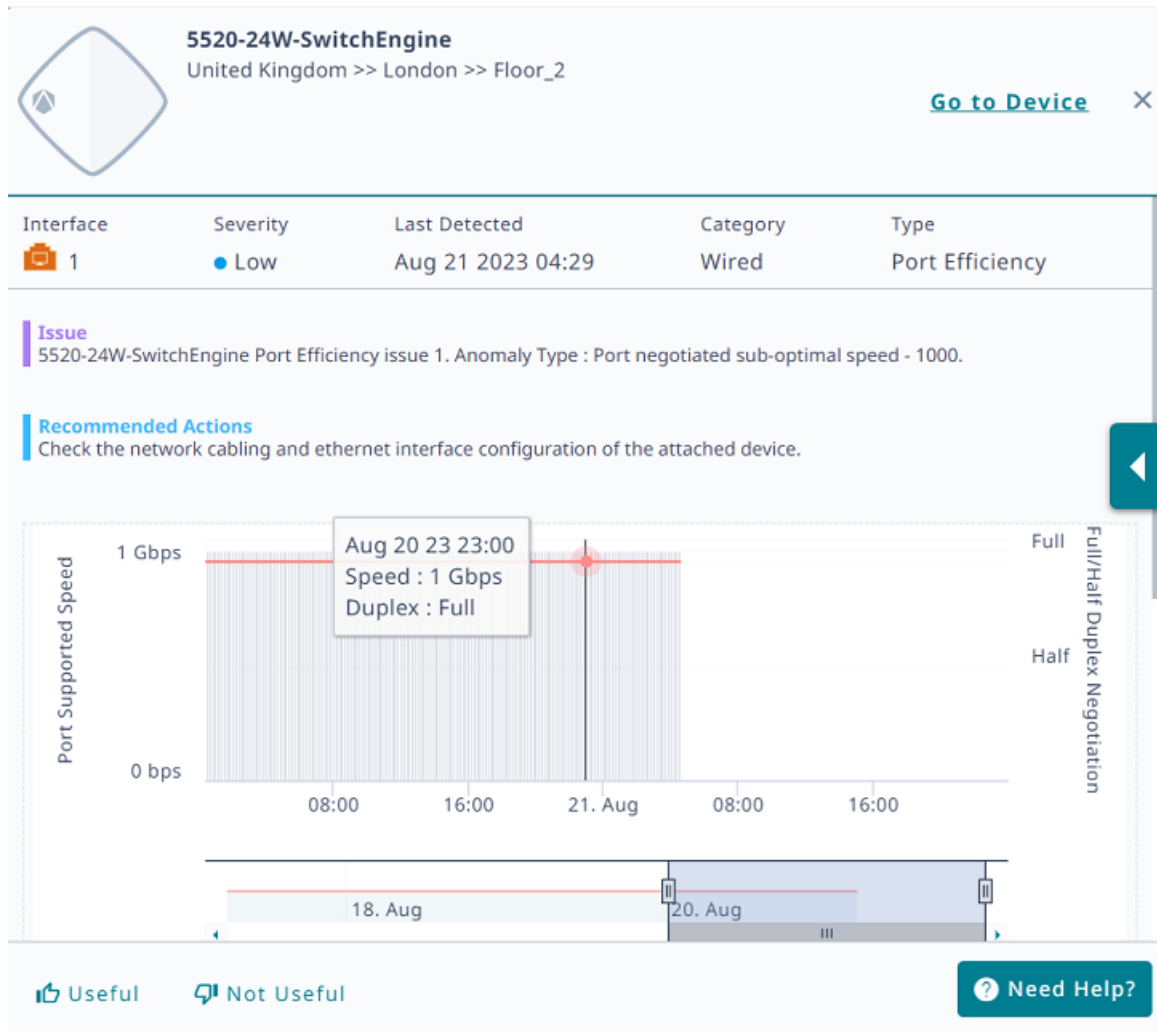 5520-24W-SwitchEngine
United Kingdom >> London >> Floor_2
Go to Device
Interface Severity Last Detected Category Type
1 Low Aug 21 2023 04:29 Wired Port Efficiency
Issue
5520-24W-SwitchEngine Port Efficiency issue 1. Anomaly Type : Port negotiated sub-optimal speed - 1000.
Recommended Actions
Check the network cabling and ethernet interface configuration of the attached device.
Port Supported Speed
1 Gbps
0 bps
Aug 20 23 23:00
Speed : 1 Gbps
Duplex : Full
Full
Half
Full/Half Duplex Negotiation
08:00 16:00 21. Aug 08:00 16:00
18. Aug 20. Aug
Useful Not Useful
Need Help?